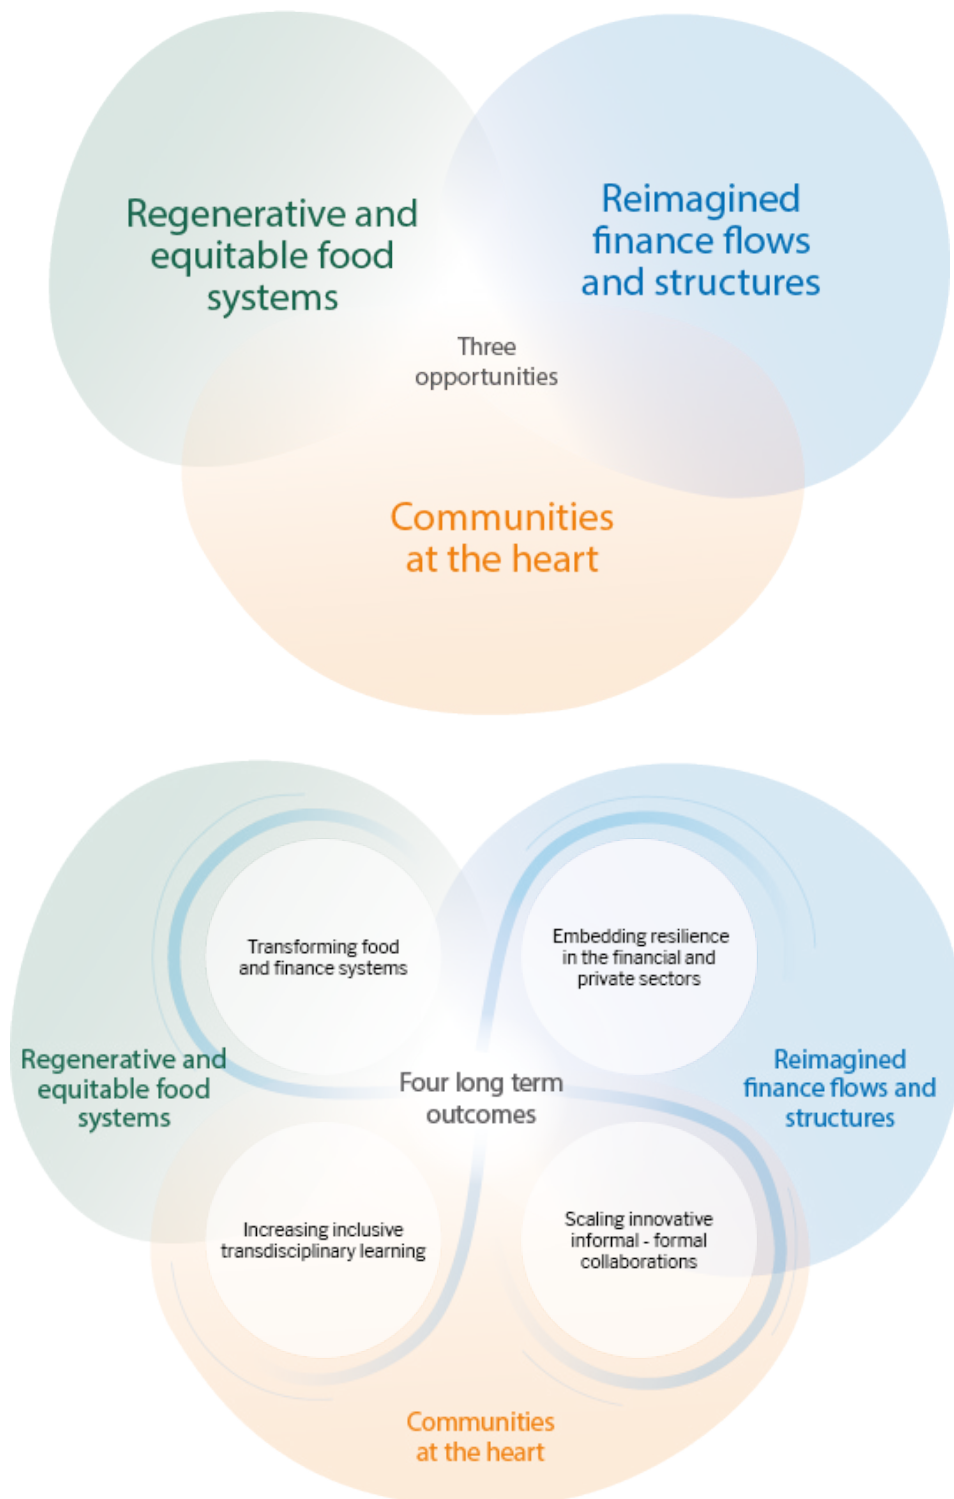 Regenerative and
equitable food
systems
Reimagined
finance flows
and structures
Three
opportunities
Communities
at the heart
Transforming food
and finance systems
Embedding resilience
in the financial and
private sectors
Regenerative and
equitable food
systems
Four long term
outcomes
Reimagined
finance flows and
structures
Increasing inclusive
transdisciplinary learning
Scaling innovative
informal - formal
collaborations
Communities
at the heart